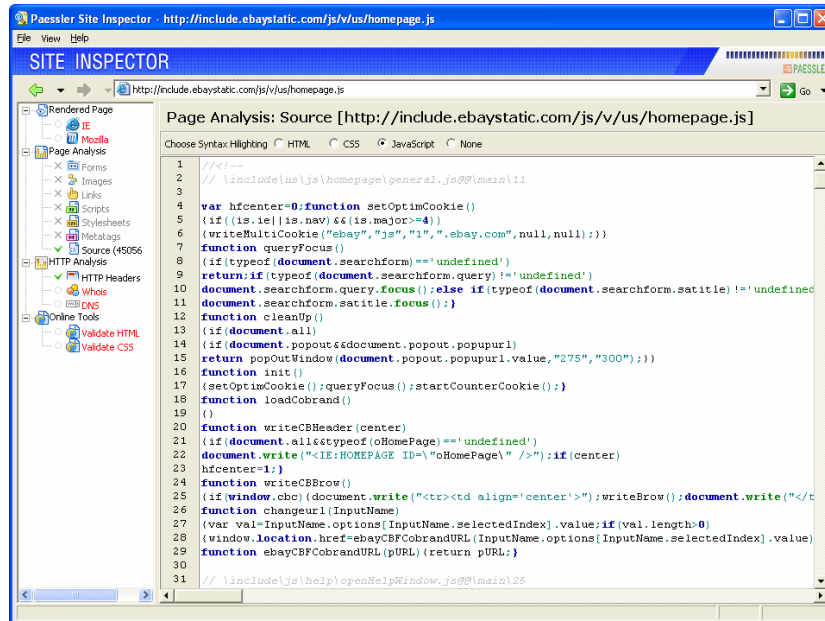 Paessler Site Inspector - http://include.ebaystatic.com/js/v/us/homepage.js
File View Help
SITE INSPECTOR
PAESSLE
http://include.ebaystatic.com/js/v/us/homepage.js
Go
Rendered Page
IE
Mozilla
Page Analysis
Forms
Images
Links
Scripts
Stylesheets
Metatags
Source (45056
HTTP Analysis
HTTP Headers
Whois
DNS
Online Tools
Validate HTML
Validate CSS
Page Analysis: Source [http://include.ebaystatic.com/js/v/us/homepage.js]
Choose Syntax Hilighting HTML CSS JavaScript None
1 //<!--
2 // \include\us\js\homepage\general.js@@\main\11
3
4 var hfcenter=0;function setOptimCookie()
5 {if((is.ie||is.nav)&&(is.major>=4))
6 {writeMultiCookie("ebay","js","1",".ebay.com",null,null);}}
7 function queryFocus()
8 {if(typeof(document.searchform)=='undefined')
9 return;if(typeof(document.searchform.query)!='undefined')
10 document.searchform.query.focus();else if(typeof(document.searchform.satitle)!='undefined
11 document.searchform.satitle.focus();}
12 function cleanUp()
13 {if(document.all)
14 {if(document.popout&&document.popout.popupurl)
15 return popOutWindow(document.popout.popupurl.value,"275","300");}}
16 function init()
17 {setOptimCookie();queryFocus();startCounterCookie();}
18 function loadCobrand()
19 {}
20 function writeCBHeader(center)
21 {if(document.all&&typeof(oHomePage)=='undefined')
22 document.write("<IE:HOMEPAGE ID=\"oHomePage\" />");if(center)
23 hfcenter=1;}
24 function writeCBBrow()
25 {if(window.cbc){document.write("<tr><td align='center'>");writeBrow();document.write("</t
26 function changeurl(InputName)
27 {var val=InputName.options[InputName.selectedIndex].value;if(val.length>0)
28 {window.location.href=ebayCBFCobrandURL(InputName.options[InputName.selectedIndex].value)
29 function ebayCBFCobrandURL(pURL){return pURL;}
30
31 // \include\js\help\openHelpWindow.js@@\main\25